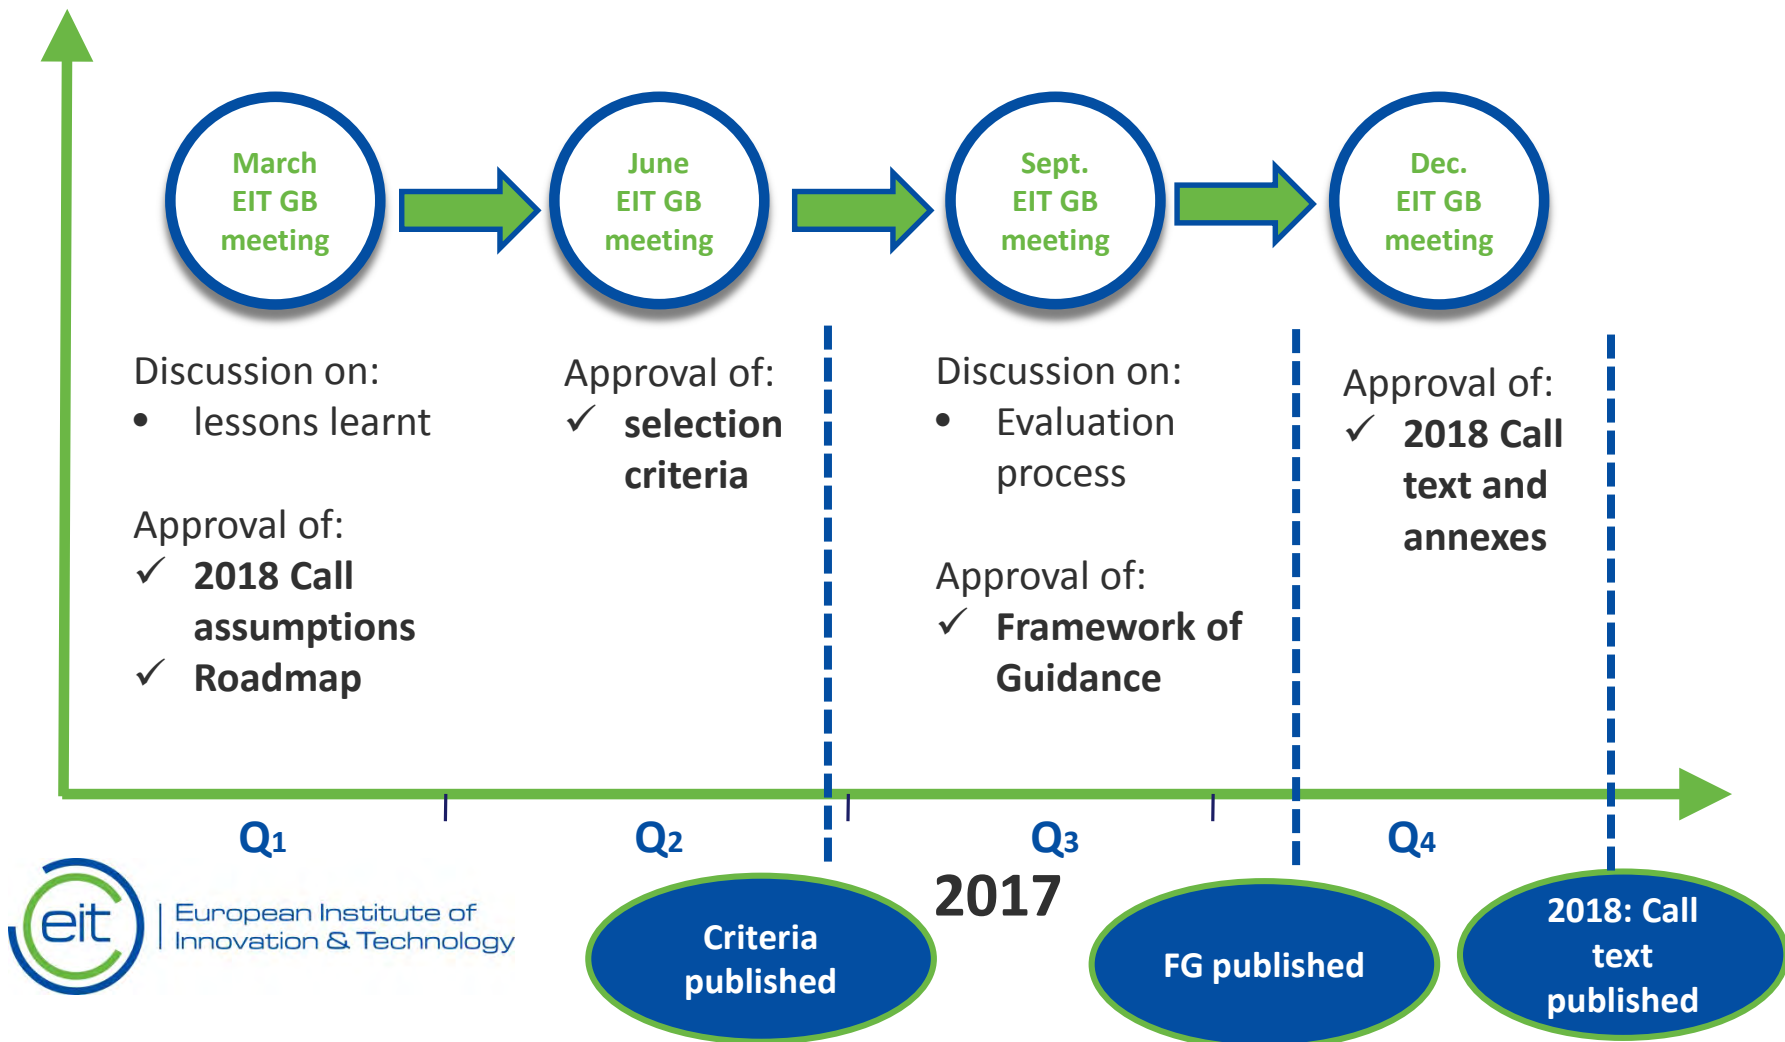 March
EIT GB
meeting
June
EIT GB
meeting
Sept.
EIT GB
meeting
Dec.
EIT GB
meeting
Discussion on:
• lessons learnt
Approval of:
✓ 2018 Call
assumptions
✓ Roadmap
Approval of:
✓ selection
criteria
Discussion on:
• Evaluation
process
Approval of:
✓ Framework of
Guidance
Approval of:
✓ 2018 Call
text and
annexes
Q1
Q2
Q3
Q4
2017
eit
European Institute of
Innovation & Technology
Criteria
published
FG published
2018: Call
text
published